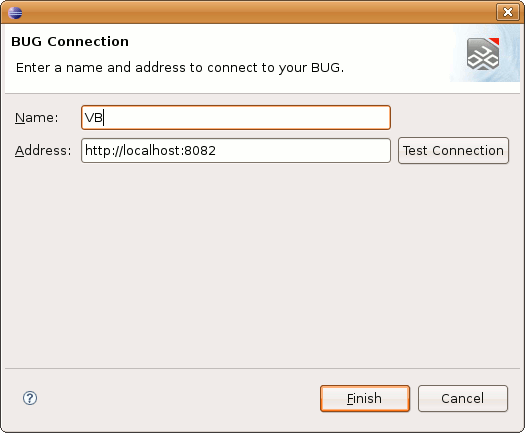 BUG Connection
Enter a name and address to connect to your BUG.
Name: VB
Address: http://localhost:8082 Test Connection
? Finish Cancel